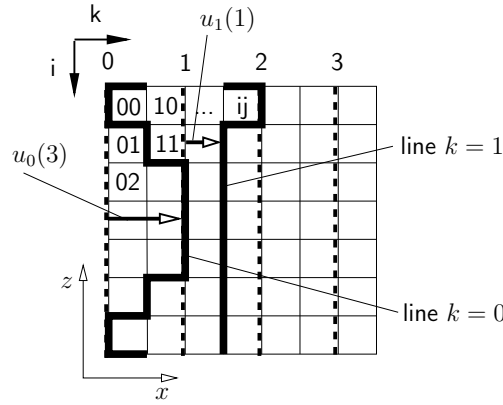 k
u₁(1)
i
0 1 2 3
00 10 ... ij
01 11
line k = 1
u₀(3)
02
z
line k = 0
x